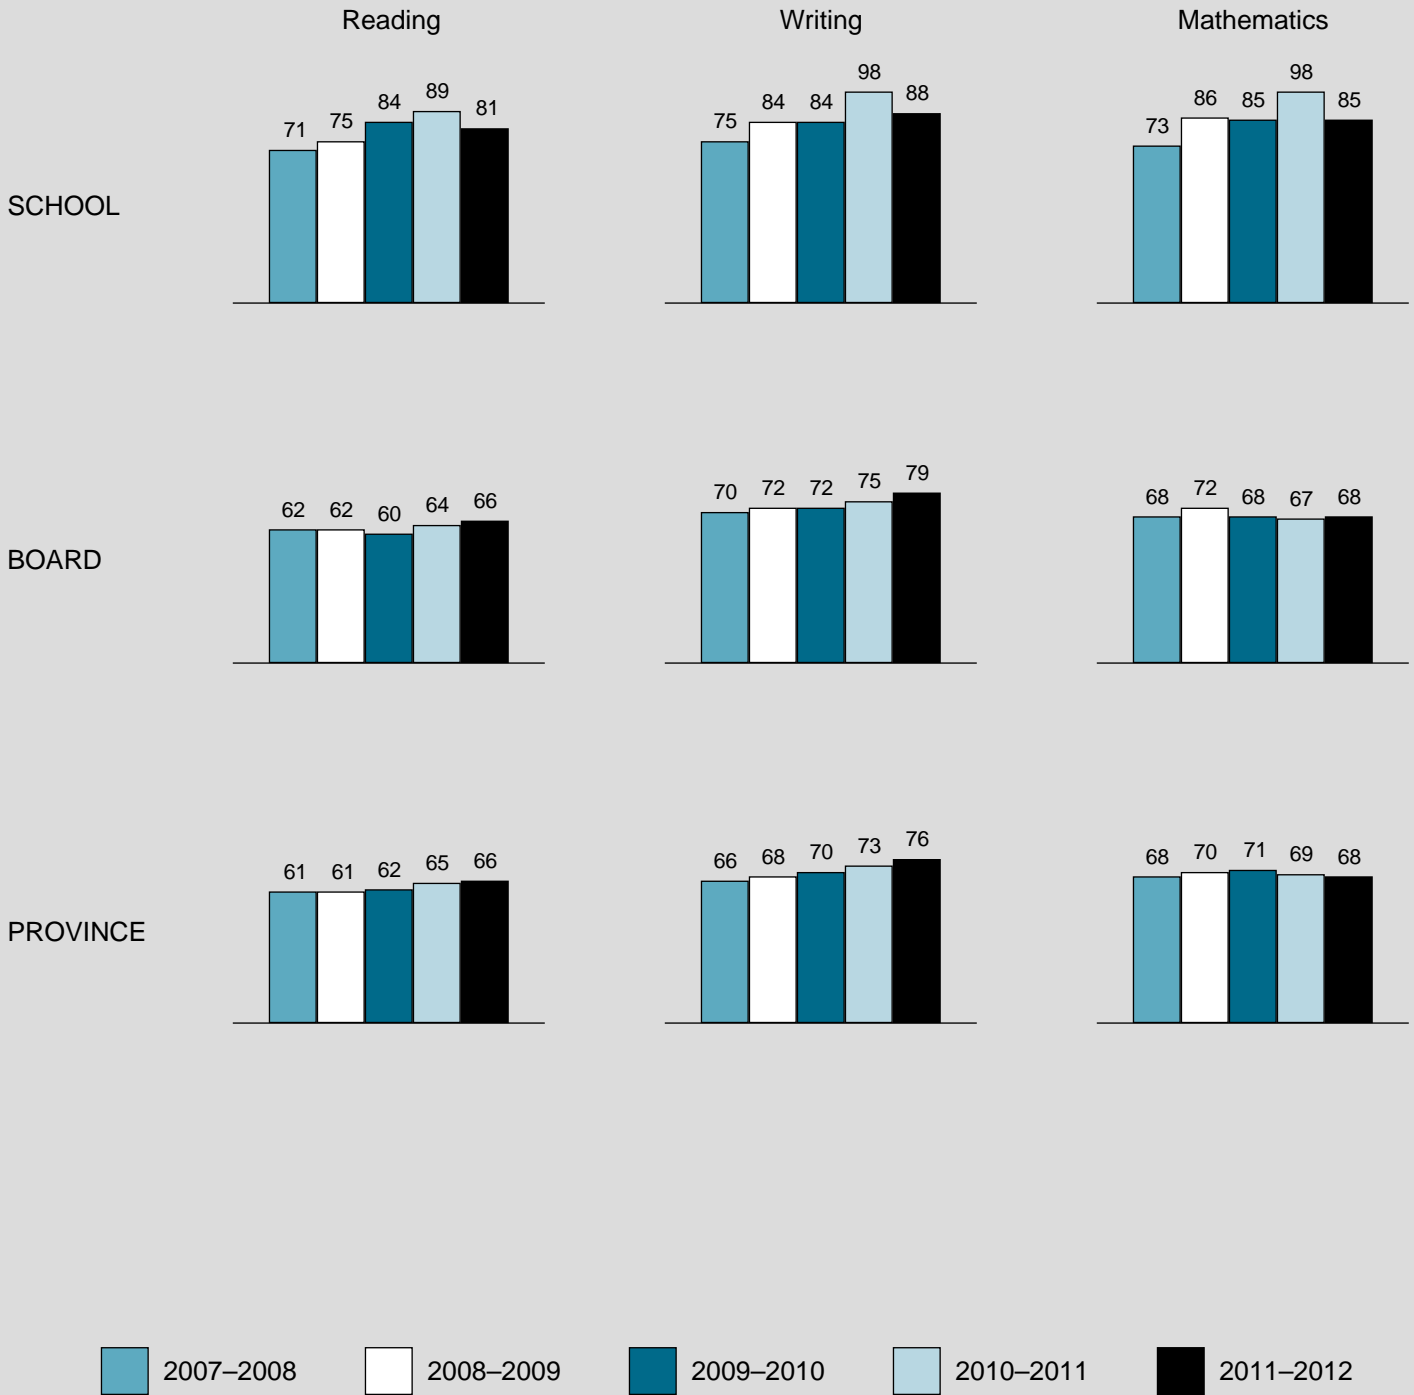 Reading Writing Mathematics
SCHOOL
71 75 84 89 81
75 84 84 98 88
73 86 85 98 85
BOARD
62 62 60 64 66
70 72 72 75 79
68 72 68 67 68
PROVINCE
61 61 62 65 66
66 68 70 73 76
68 70 71 69 68
2007–2008 2008–2009 2009–2010 2010–2011 2011–2012